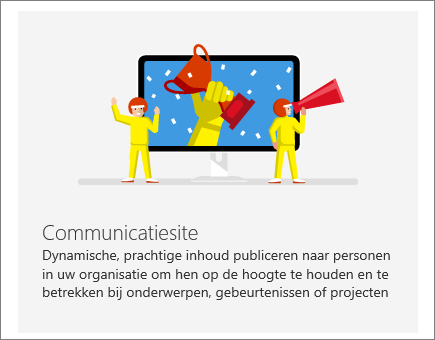 Communicatiesite
Dynamische, prachtige inhoud publiceren naar personen
in uw organisatie om hen op de hoogte te houden en te
betrekken bij onderwerpen, gebeurtenissen of projecten